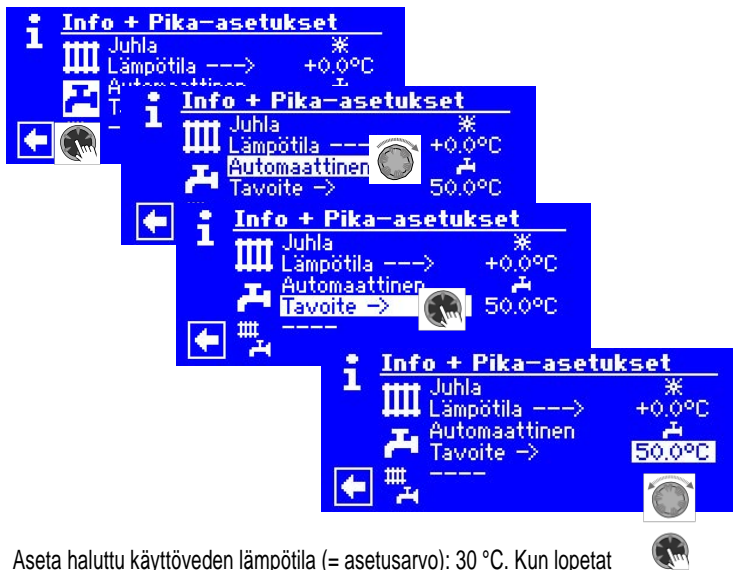 Info + Pika-asetukset
Juhla
Lämpötila ---> +0.0°C
Info + Pika-asetukset
Juhla
Lämpötila --- +0.0°C
Automaattinen
Tavoite -> 50.0°C
Info + Pika-asetukset
Juhla
Lämpötila ---> +0.0°C
Automaattinen
Tavoite -> 50.0°C
----
Info + Pika-asetukset
Juhla
Lämpötila ---> +0.0°C
Automaattinen
Tavoite -> 50.0°C
----
Aseta haluttu käyttöveden lämpötila (= asetusarvo): 30 °C. Kun lopetat